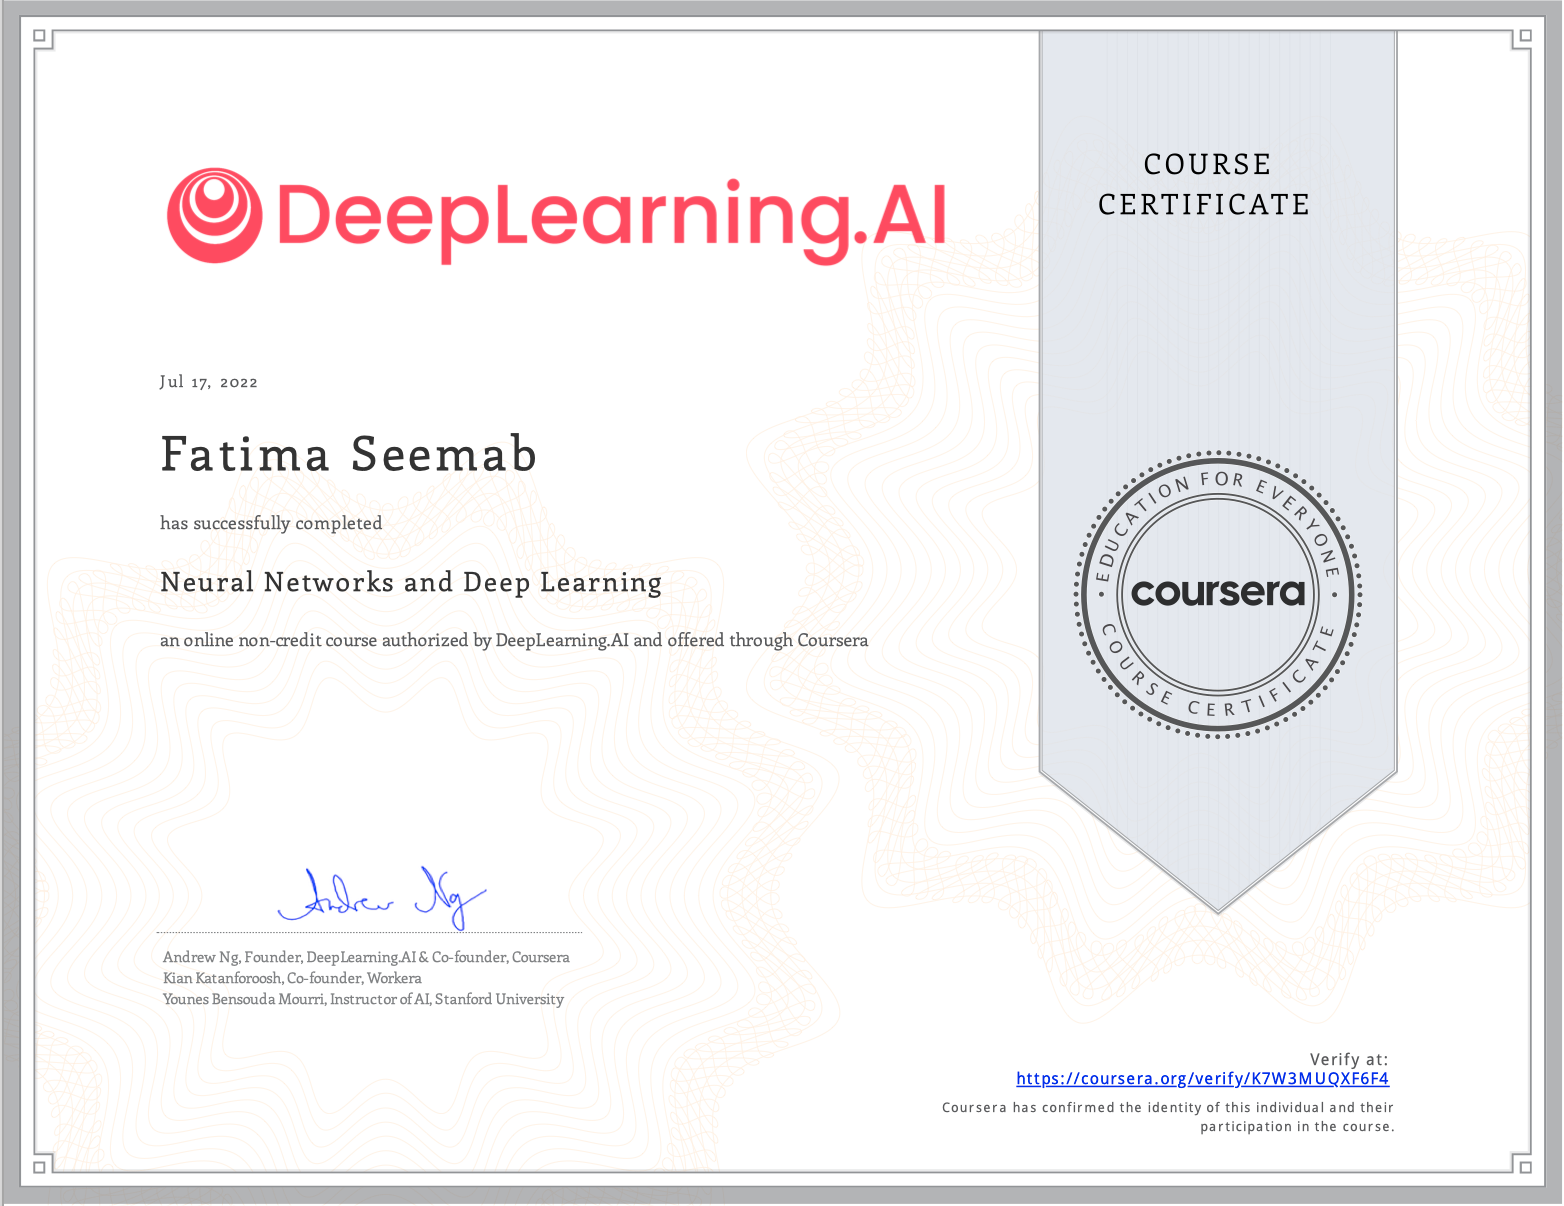 DeepLearning.AI
COURSE
CERTIFICATE
Jul 17, 2022
Fatima Seemab
has successfully completed
Neural Networks and Deep Learning
an online non-credit course authorized by DeepLearning.AI and offered through Coursera
EDUCATION FOR EVERYONE
coursera
COURSE CERTIFICATE
Andrew Ng
Andrew Ng, Founder, DeepLearning.AI & Co-founder, Coursera
Kian Katanforoosh, Co-founder, Workera
Younes Bensouda Mourri, Instructor of AI, Stanford University
Verify at:
https://coursera.org/verify/K7W3MUQXF6F4
Coursera has confirmed the identity of this individual and their
participation in the course.